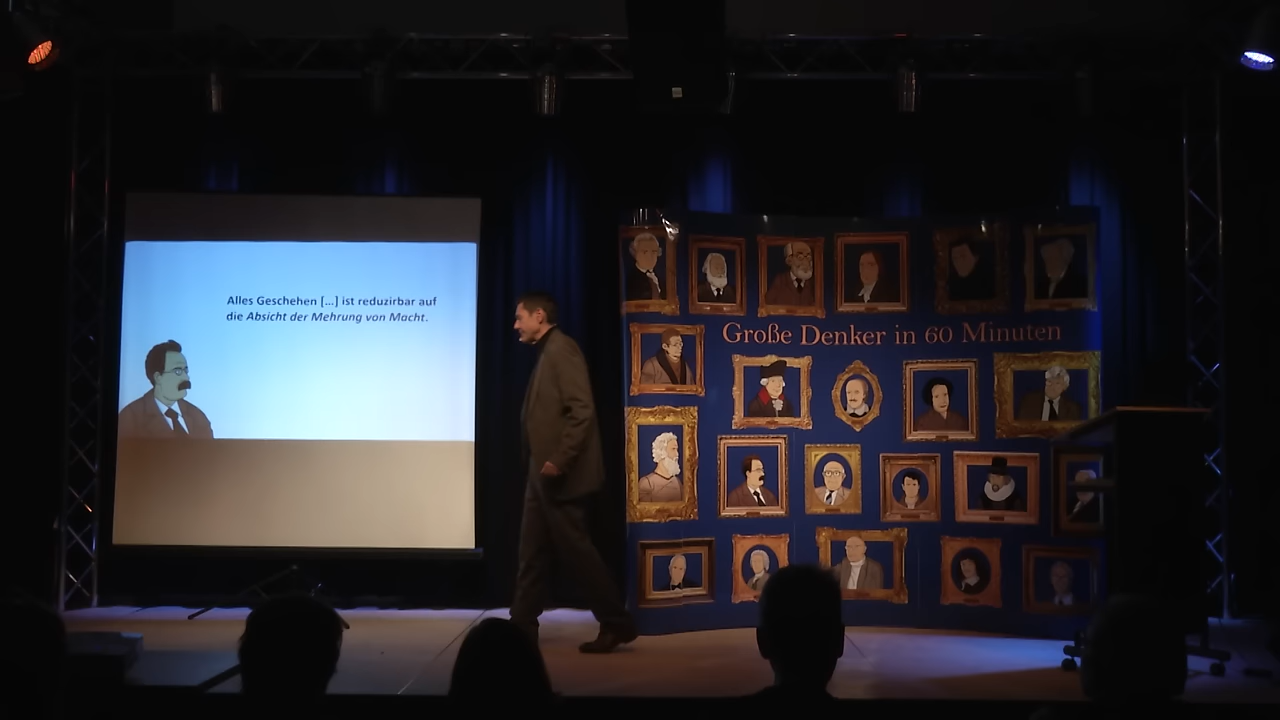 Alles Geschehen [...] ist reduzirbar auf
die Absicht der Mehrung von Macht.
Große Denker in 60 Minuten